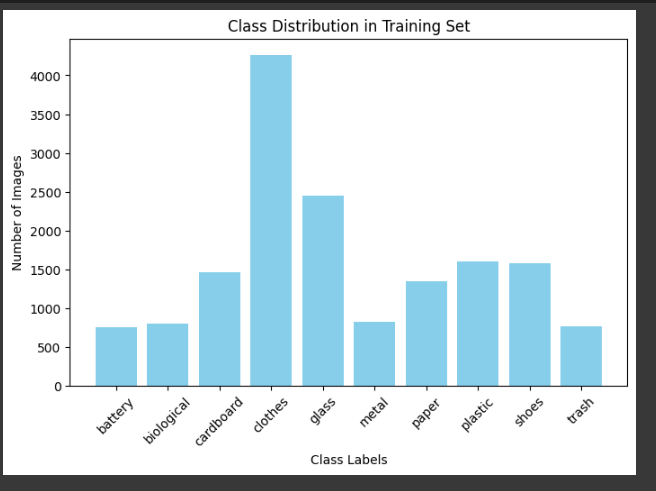 Class Distribution in Training Set
Number of Images
4000
3500
3000
2500
2000
1500
1000
500
0
battery
biological
cardboard
clothes
glass
metal
paper
plastic
shoes
trash
Class Labels